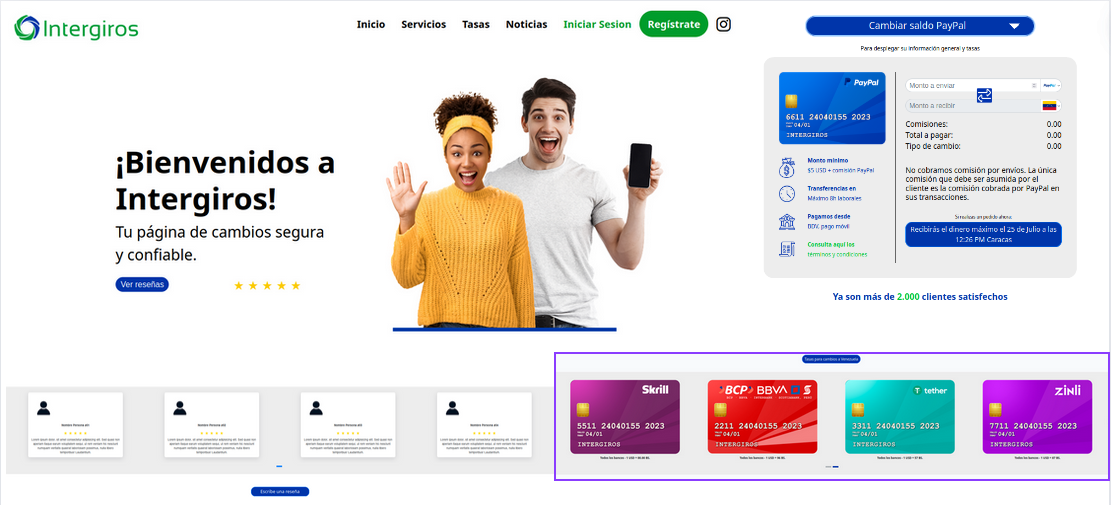 Intergiros
Inicio Servicios Tasas Noticias Iniciar Sesion Regístrate
¡Bienvenidos a
Intergiros!
Tu página de cambios segura
y confiable.
Ver reseñas
Cambiar saldo PayPal
Para desplegar su información general y tasas
PayPal
6611 24040155 2023
04/01
INTERGIROS
Monto mínimo
$5 USD + comisión PayPal
Transferencias en
Máximo 8h laborales
Pagamos desde
BDV, pago móvil
Consulta aquí los
términos y condiciones
Monto a enviar
PayPal
Monto a recibir
Comisiones: 0.00
Total a pagar: 0.00
Tipo de cambio: 0.00
No cobramos comisión por envíos. La única
comisión que debe ser asumida por el
cliente es la comisión cobrada por PayPal en
sus transacciones.
Si realizas un pedido ahora:
Recibirás el dinero máximo el 25 de Julio a las
12:26 PM Caracas
Ya son más de 2.000 clientes satisfechos
Escribe una reseña
Tasas para cambios a Venezuela
Skrill
5511 24040155 2023
04/01
INTERGIROS
BCP BBVA
2211 24040155 2023
04/01
INTERGIROS
tether
3311 24040155 2023
04/01
INTERGIROS
zinli
7711 24040155 2023
04/01
INTERGIROS